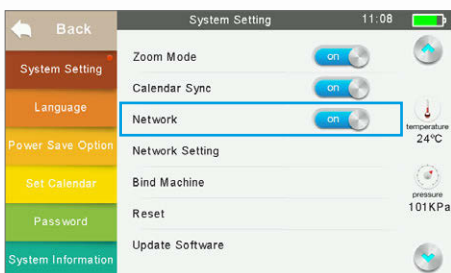 Back
System Setting
11:08
System Setting
Language
Power Save Option
Set Calendar
Password
System Information
Zoom Mode
on
Calendar Sync
on
Network
on
Network Setting
Bind Machine
Reset
Update Software
temperature
24℃
pressure
101KPa